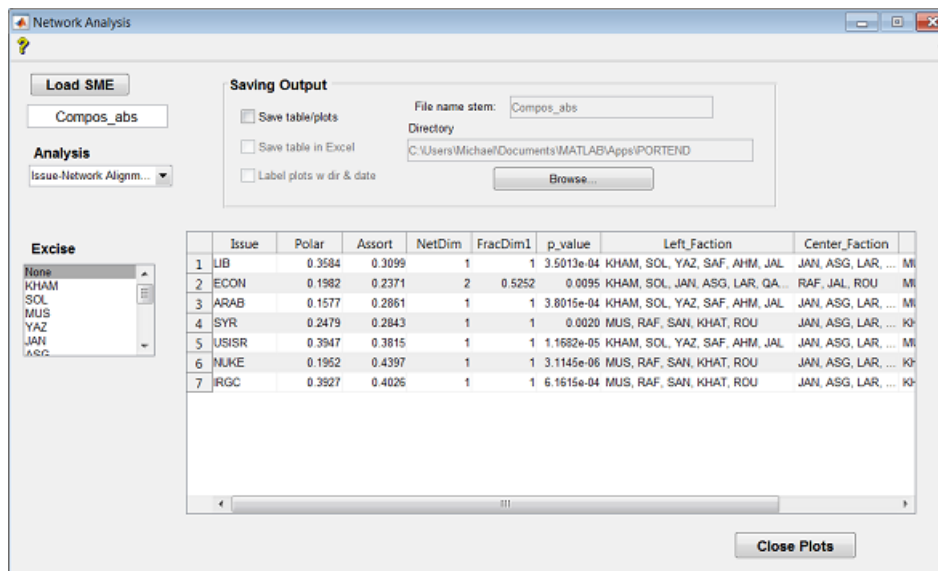 Network Analysis
Load SME
Compos_abs
Analysis
Issue-Network Alignm...
Saving Output
Save table/plots
Save table in Excel
Label plots w dir & date
File name stem: Compos_abs
Directory
C:\Users\Michael\Documents\MATLAB\Apps\PORTEND
Browse...
Excise
None
KHAM
SOL
MUS
YAZ
JAN
ASG
Issue Polar Assort NetDim FracDim1 p_value Left_Faction Center_Faction
1 LIB 0.3584 0.3099 1 1 3.5013e-04 KHAM, SOL, YAZ, SAF, AHM, JAL JAN, ASG, LAR, ... MU
2 ECON 0.1982 0.2371 2 0.5252 0.0095 KHAM, SOL, JAN, ASG, LAR, QA... RAF, JAL, ROU MU
3 ARAB 0.1577 0.2861 1 1 3.8015e-04 KHAM, SOL, YAZ, SAF, AHM, JAL JAN, ASG, LAR, ... MU
4 SYR 0.2479 0.2843 1 1 0.0020 MUS, RAF, SAN, KHAT, ROU JAN, ASG, LAR, ... KH
5 USISR 0.3947 0.3815 1 1 1.1682e-05 KHAM, SOL, YAZ, SAF, AHM, JAL JAN, ASG, LAR, ... MU
6 NUKE 0.1952 0.4397 1 1 3.1145e-06 MUS, RAF, SAN, KHAT, ROU JAN, ASG, LAR, ... KH
7 IRGC 0.3927 0.4026 1 1 6.1615e-04 MUS, RAF, SAN, KHAT, ROU JAN, ASG, LAR, ... KH
Close Plots